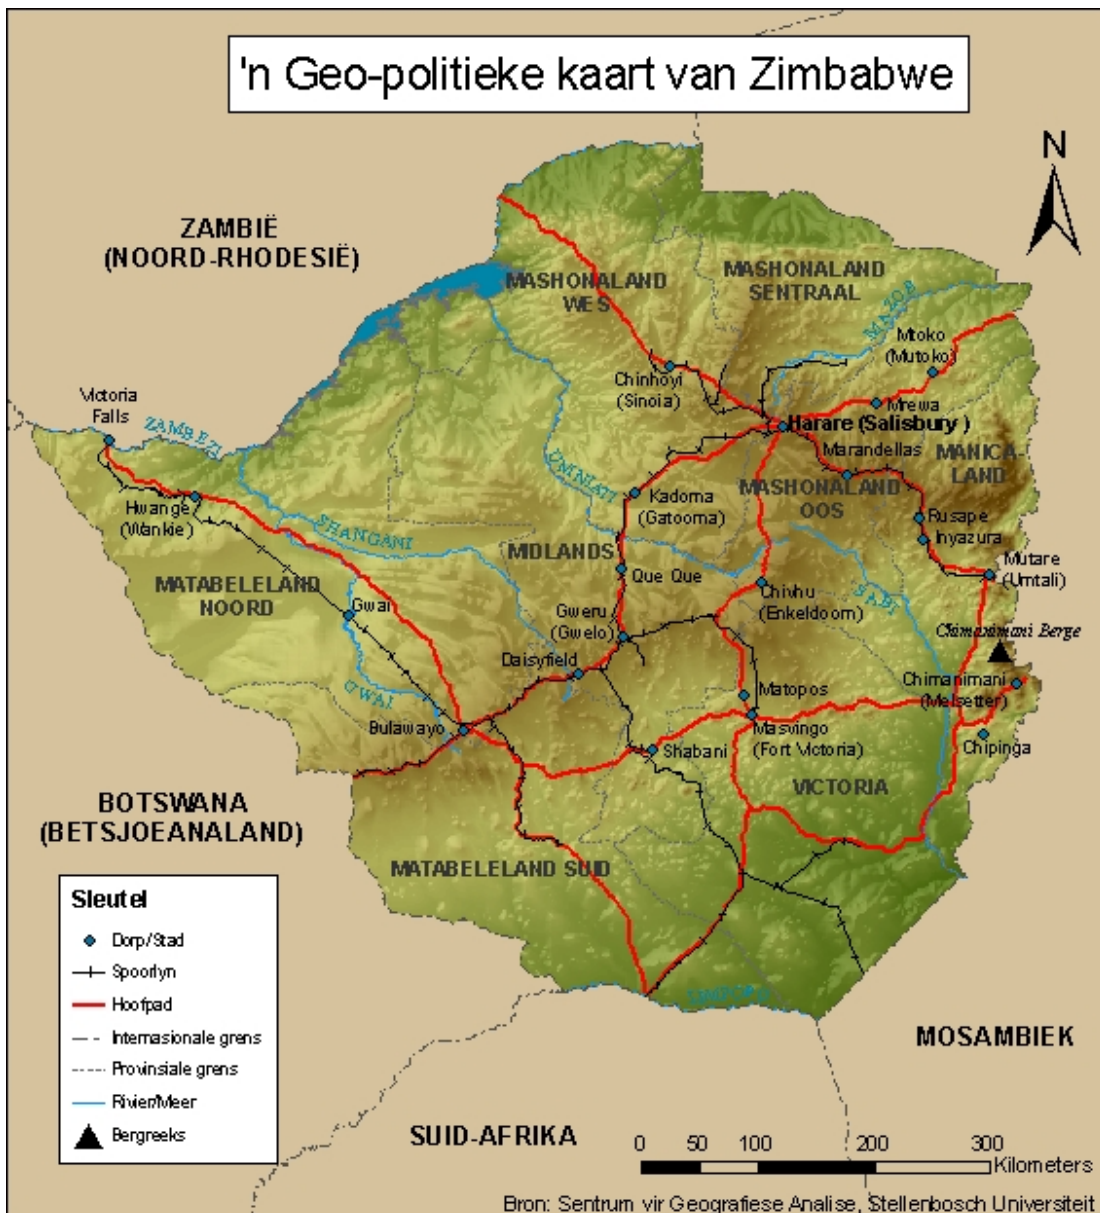 'n Geo-politieke kaart van Zimbabwe
N
ZAMBIË
(NOORD-RHODESIË)
MASHONALAND
WES
MASHONALAND
SENTRAAL
MAZOE
Mtoko
(Mutoko)
Chinhoyi
(Sinoia)
Mrewa
Victoria
Falls
ZAMBEZI
Harare (Salisbury )
Marandellas
MANICA-
LAND
UMNIATI
Kadoma
(Gatooma)
MASHONALAND
OOS
Hwange
(Wankie)
SHANGANI
Rusape
Inyazura
MIDLANDS
Mutare
(Umtali)
MATABELELAND
NOORD
Que Que
Chivhu
(Enkeldoorn)
SABI
Gwai
Gweru
(Gwelo)
Chimanimani Berge
Daisyfield
Chimanimani
(Melsetter)
GWAI
Matopos
Bulawayo
Masvingo
(Fort Victoria)
Shabani
Chipinga
VICTORIA
BOTSWANA
(BETSJOEANALAND)
MATABELELAND SUID
Sleutel
Dorp/Stad
Spoorlyn
Hoofpad
Internasionale grens
Provinsiale grens
Rivier/Meer
Bergreeks
LIMPOPO
MOSAMBIEK
SUID-AFRIKA
0 50 100 200 300
Kilometers
Bron: Sentrum vir Geografiese Analise, Stellenbosch Universiteit